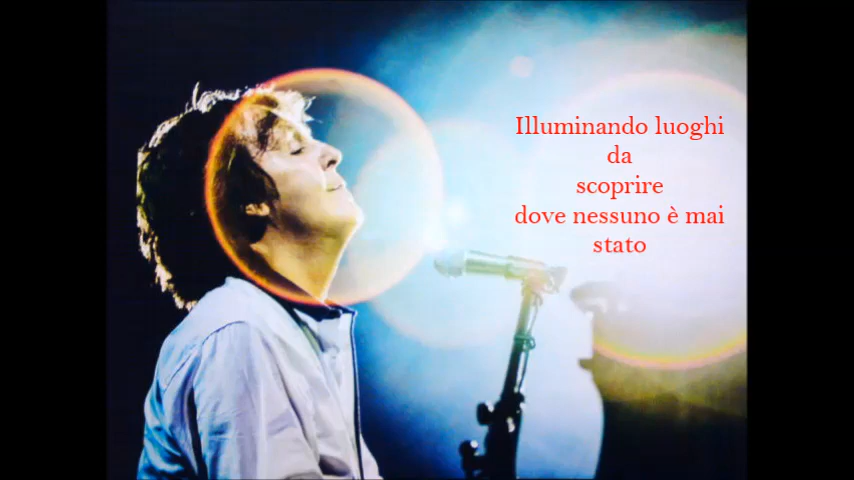 Illuminando luoghi
da
scoprire
dove nessuno è mai
stato